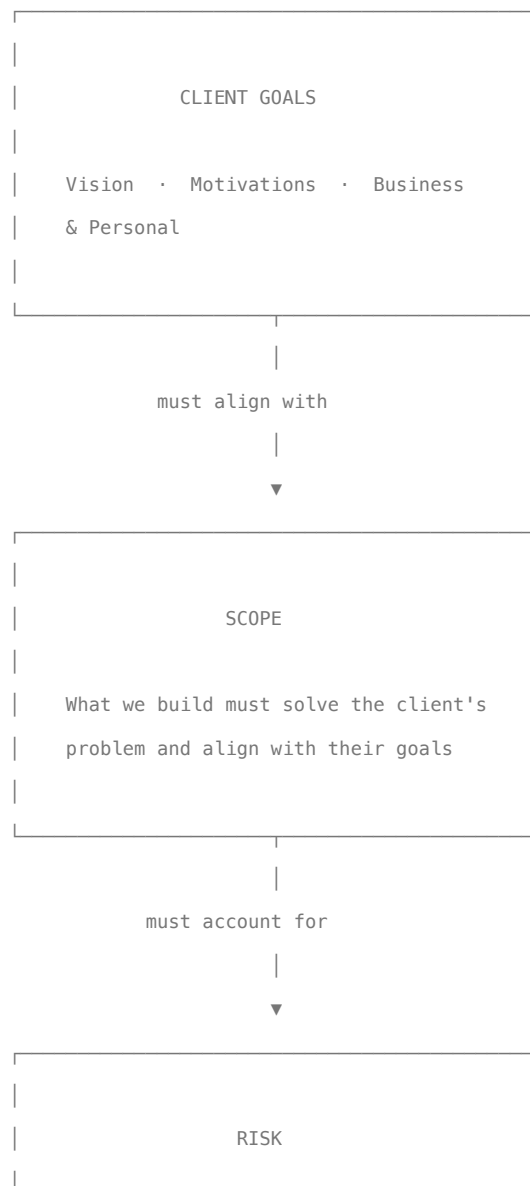 CLIENT GOALS
Vision · Motivations · Business
& Personal
must align with
▼
SCOPE
What we build must solve the client's
problem and align with their goals
must account for
▼
RISK